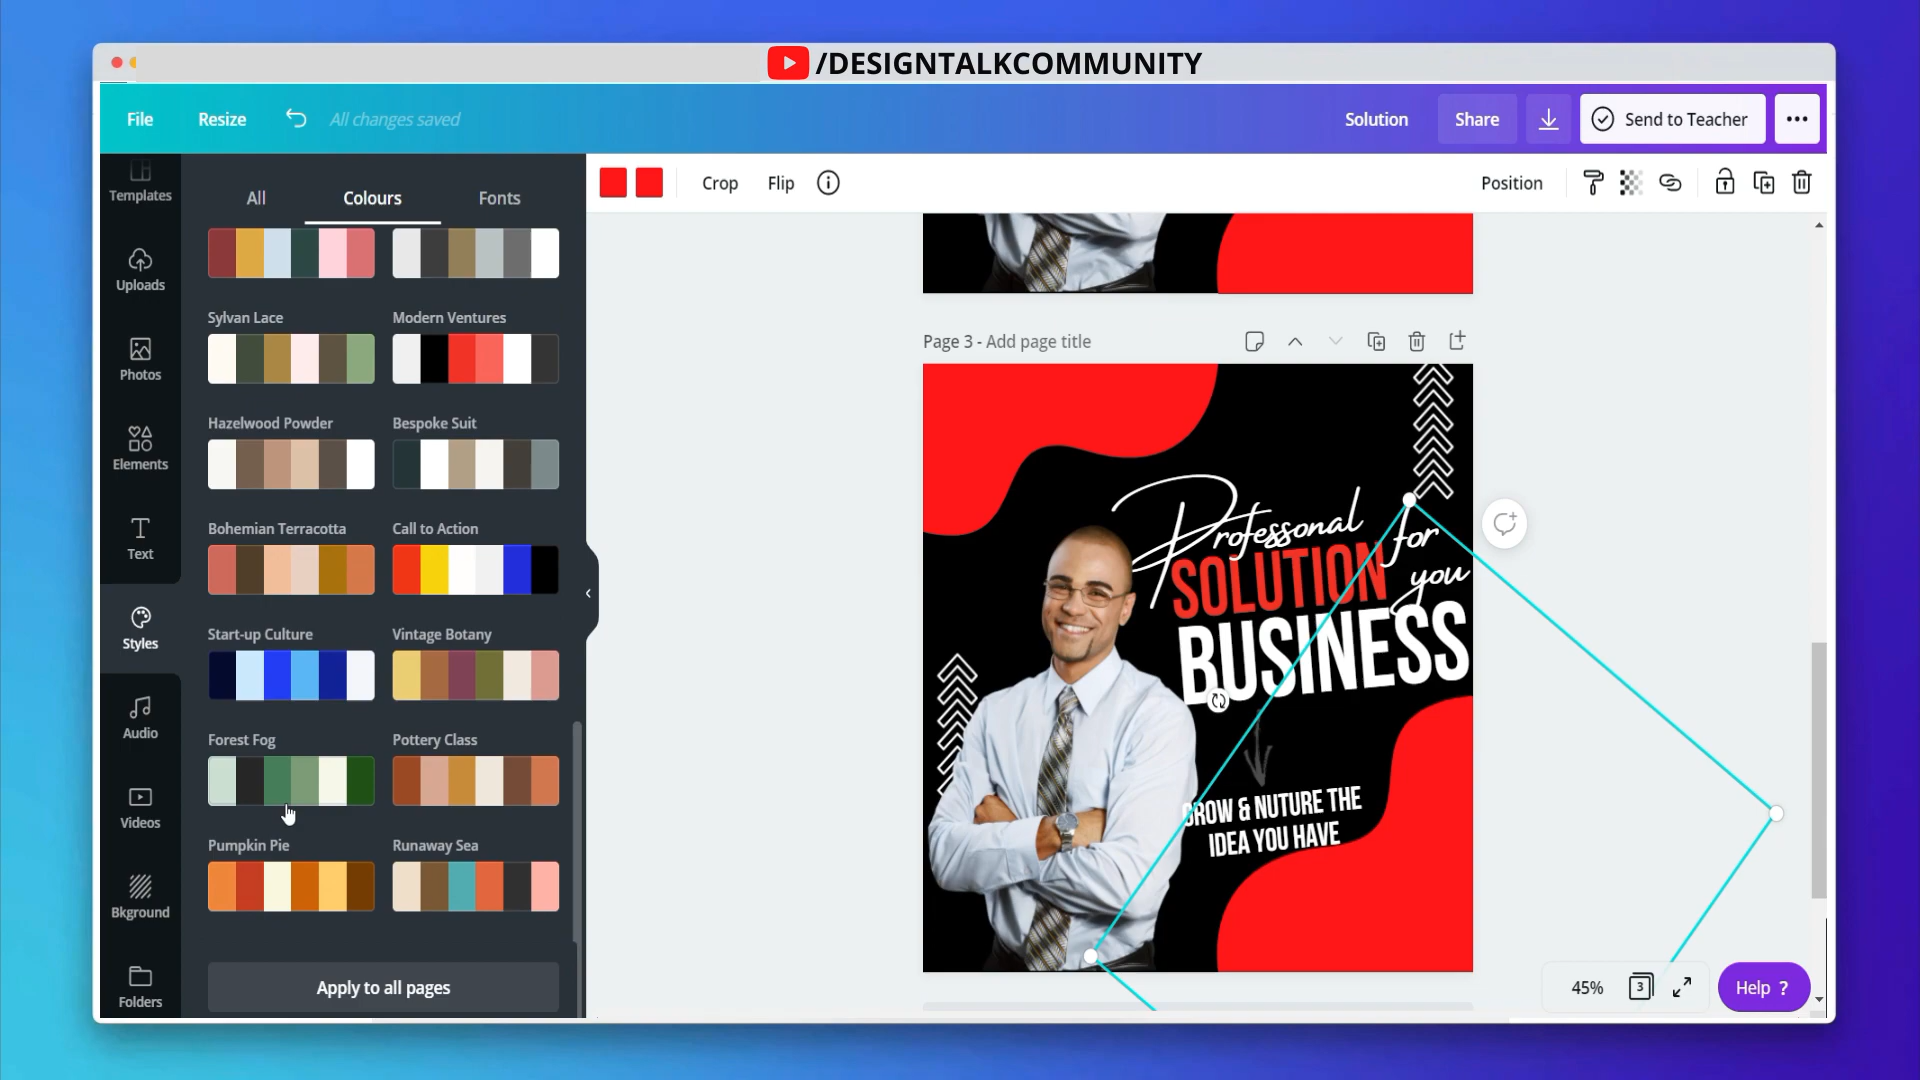 /DESIGNTALKCOMMUNITY
File Resize All changes saved Solution Share Send to Teacher
Templates
Uploads
Photos
Elements
Text
Styles
Audio
Videos
Bkground
Folders
All Colours Fonts
Sylvan Lace Modern Ventures
Hazelwood Powder Bespoke Suit
Bohemian Terracotta Call to Action
Start-up Culture Vintage Botany
Forest Fog Pottery Class
Pumpkin Pie Runaway Sea
Apply to all pages
Crop Flip Position
Page 3 - Add page title
Professonal
for
SOLUTION
you
BUSINESS
GROW & NUTURE THE
IDEA YOU HAVE
45% 3 Help ?